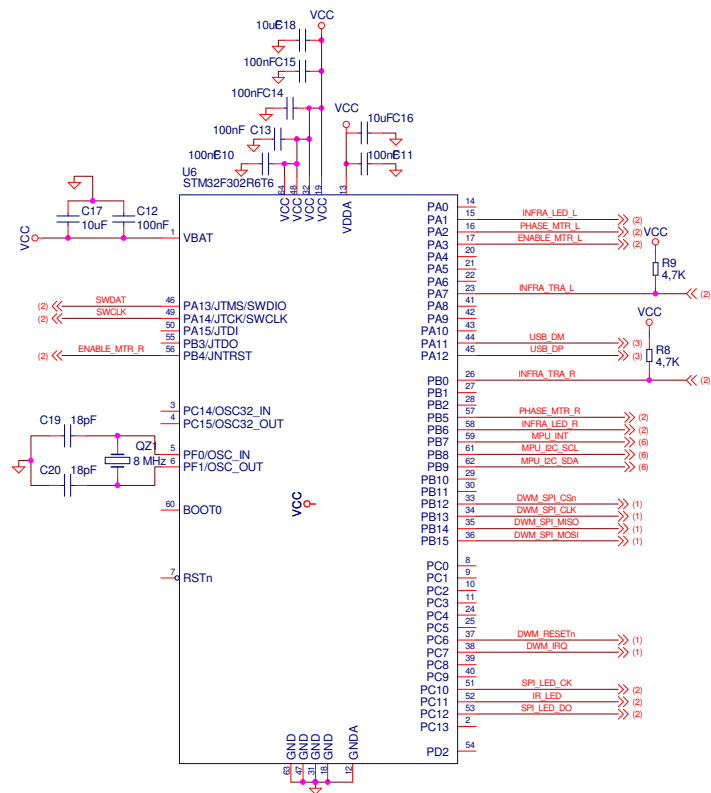 VCC
10uF C18
100nF C15
100nF C14
100nF C13
100nF C10
VCC
10uF C16
100nF C11
U6
STM32F302R6T6
64 VCC
48 VCC
32 VCC
19 VCC
13 VDDA
C17 10uF
C12 100nF
VCC
1 VBAT
(2) SWDAT 46 PA13/JTMS/SWDIO
(2) SWCLK 49 PA14/JTCK/SWCLK
50 PA15/JTDI
55 PB3/JTDO
(2) ENABLE_MTR_R 56 PB4/JNTRST
3 PC14/OSC32_IN
4 PC15/OSC32_OUT
C19 18pF
QZ1
8 MHz
C20 18pF
5 PF0/OSC_IN
6 PF1/OSC_OUT
60 BOOT0
VCC
7 RSTn
PA0 14
PA1 15 INFRA_LED_L (2)
PA2 16 PHASE_MTR_L (2)
PA3 17 ENABLE_MTR_L (2)
PA4 20
PA5 21
PA6 22
PA7 23 INFRA_TRA_L (2)
VCC
R9
4,7K
PA8 41
PA9 42
PA10 43
PA11 44 USB_DM (3)
PA12 45 USB_DP (3)
VCC
R8
4,7K
PB0 26 INFRA_TRA_R (2)
PB1 27
PB2 28
PB5 57 PHASE_MTR_R (2)
PB6 58 INFRA_LED_R (2)
PB7 59 MPU_INT (6)
PB8 61 MPU_I2C_SCL (6)
PB9 62 MPU_I2C_SDA (6)
PB10 29
PB11 30
PB12 33 DWM_SPI_CSn (1)
PB13 34 DWM_SPI_CLK (1)
PB14 35 DWM_SPI_MISO (1)
PB15 36 DWM_SPI_MOSI (1)
PC0 8
PC1 9
PC2 10
PC3 11
PC4 24
PC5 25
PC6 37 DWM_RESETn (1)
PC7 38 DWM_IRQ (1)
PC8 39
PC9 40
PC10 51 SPI_LED_CK (2)
PC11 52 IR_LED (2)
PC12 53 SPI_LED_DO (2)
PC13 2
PD2 54
GND 63
GND 47
GND 31
GND 18
GNDA 12